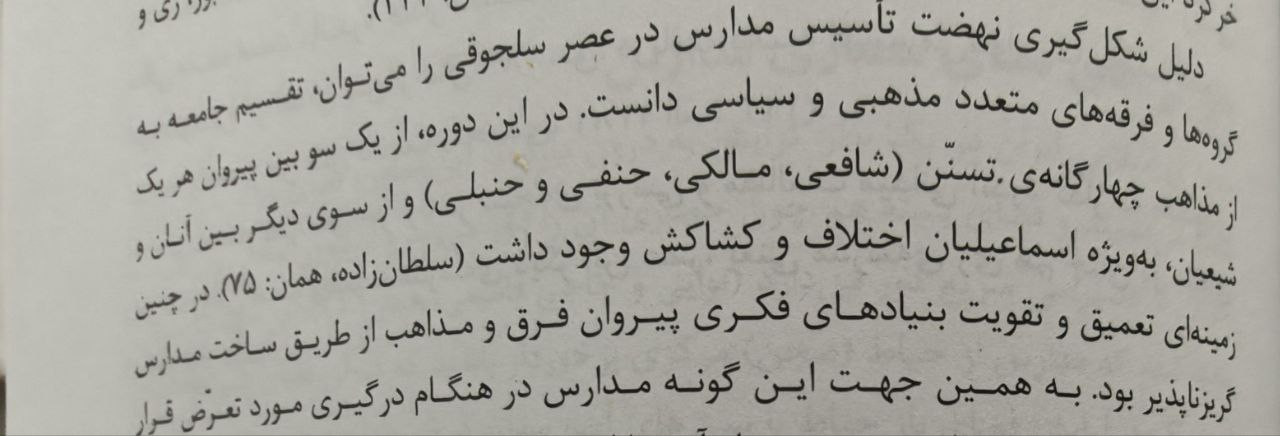 دلیل شکل‌گیری نهضت تأسیس مدارس در عصر سلجوقی را می‌توان، تقسیم جامعه به
گروه‌ها و فرقه‌های متعدد مذهبی و سیاسی دانست. در این دوره، از یک سو بین پیروان هر یک
از مذاهب چهارگانه‌ی تسنّن (شافعی، مالکی، حنفی و حنبلی) و از سوی دیگر بین آنان و
شیعیان، به‌ویژه اسماعیلیان اختلاف و کشاکش وجود داشت (سلطان‌زاده، همان: ۷۵). در چنین
زمینه‌ای تعمیق و تقویت بنیادهای فکری پیروان فرق و مذاهب از طریق ساخت مدارس
گریزناپذیر بود. به همین جهت این گونه مدارس در هنگام درگیری مورد تعرّض قرار